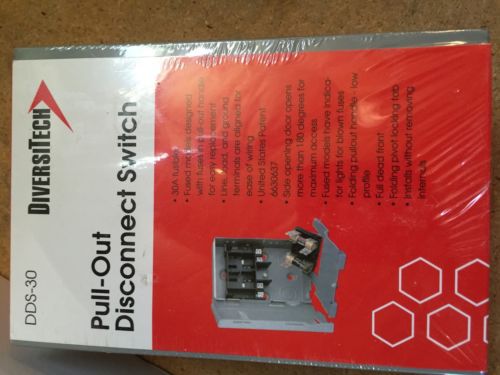 DIVERSITECH
DDS-30
Pull-Out
Disconnect Switch
• 30A fusible
• Fused models designed
with fuses in pull-out handle
for easy replacement
• Line, load, and ground
terminals are aligned for
ease of wiring
• United States Patent
6630637
• Side opening door opens
more than 180 degrees for
maximum access
• Fused models have indica-
tor lights for blown fuses
• Folding pullout handle - low
profile
• Full dead front
• Folding pivot locking tab
• Installs without removing
internals